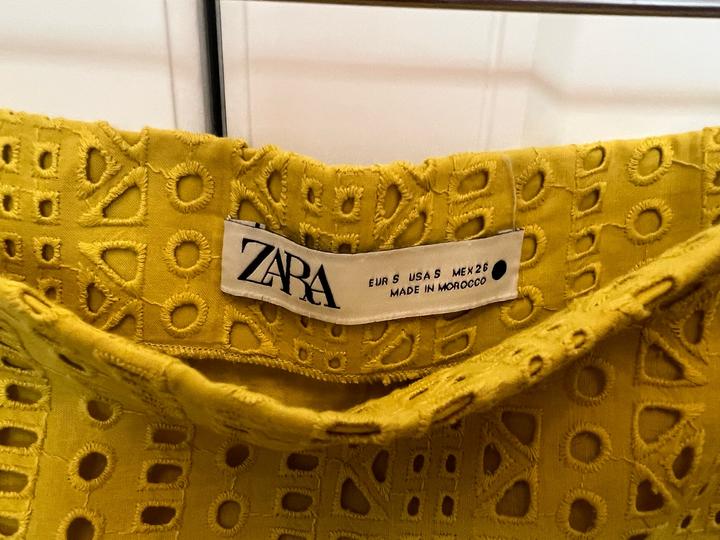 ZARA
EUR S USA S MEX 26
MADE IN MOROCCO